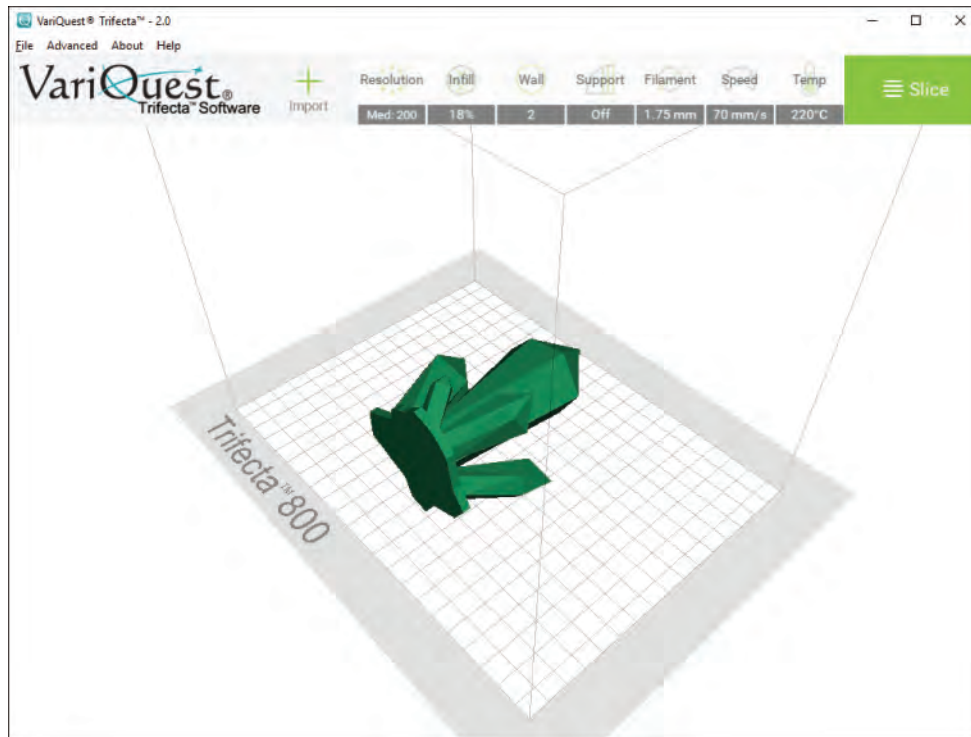 VariQuest® Trifecta™ - 2.0
File Advanced About Help
VariQuest®
Trifecta™ Software
Import
Resolution Infill Wall Support Filament Speed Temp
Med: 200 18% 2 Off 1.75 mm 70 mm/s 220°C
Slice
Trifecta™ 800